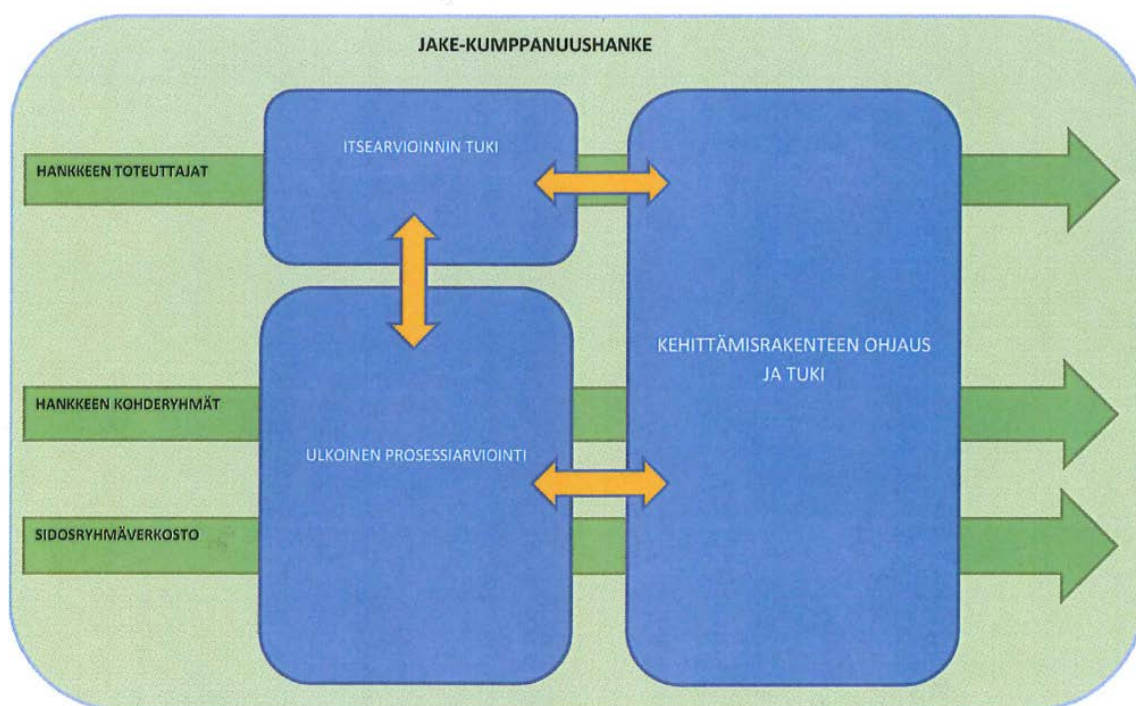 JAKE-KUMPPANUUSHANKE
ITSEARVIOINNIN TUKI
HANKKEEN TOTEUTTAJAT
KEHITTÄMISRAKENTEEN OHJAUS
JA TUKI
HANKKEEN KOHDERYHMÄT
ULKOINEN PROSESSIARVIOINTI
SIDOSRYHMÄVERKOSTO